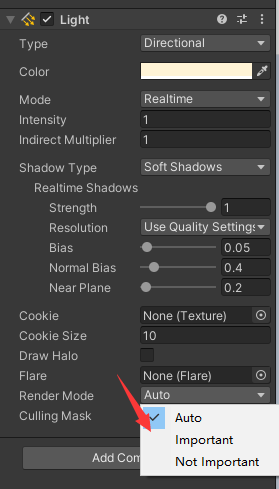 Light
Type Directional
Color
Mode Realtime
Intensity 1
Indirect Multiplier 1
Shadow Type Soft Shadows
Realtime Shadows
Strength 1
Resolution Use Quality Settings
Bias 0.05
Normal Bias 0.4
Near Plane 0.2
Cookie None (Texture)
Cookie Size 10
Draw Halo
Flare None (Flare)
Render Mode Auto
Culling Mask
Auto
Important
Not Important
Add Com